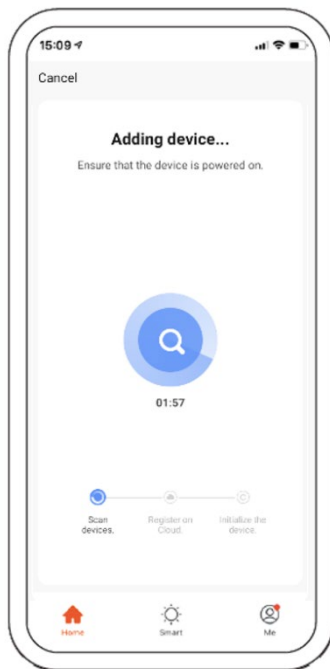 15:09
Cancel
Adding device...
Ensure that the device is powered on.
01:57
Scan
devices.
Register on
Cloud.
Initialize the
device.
Home
Smart
Me